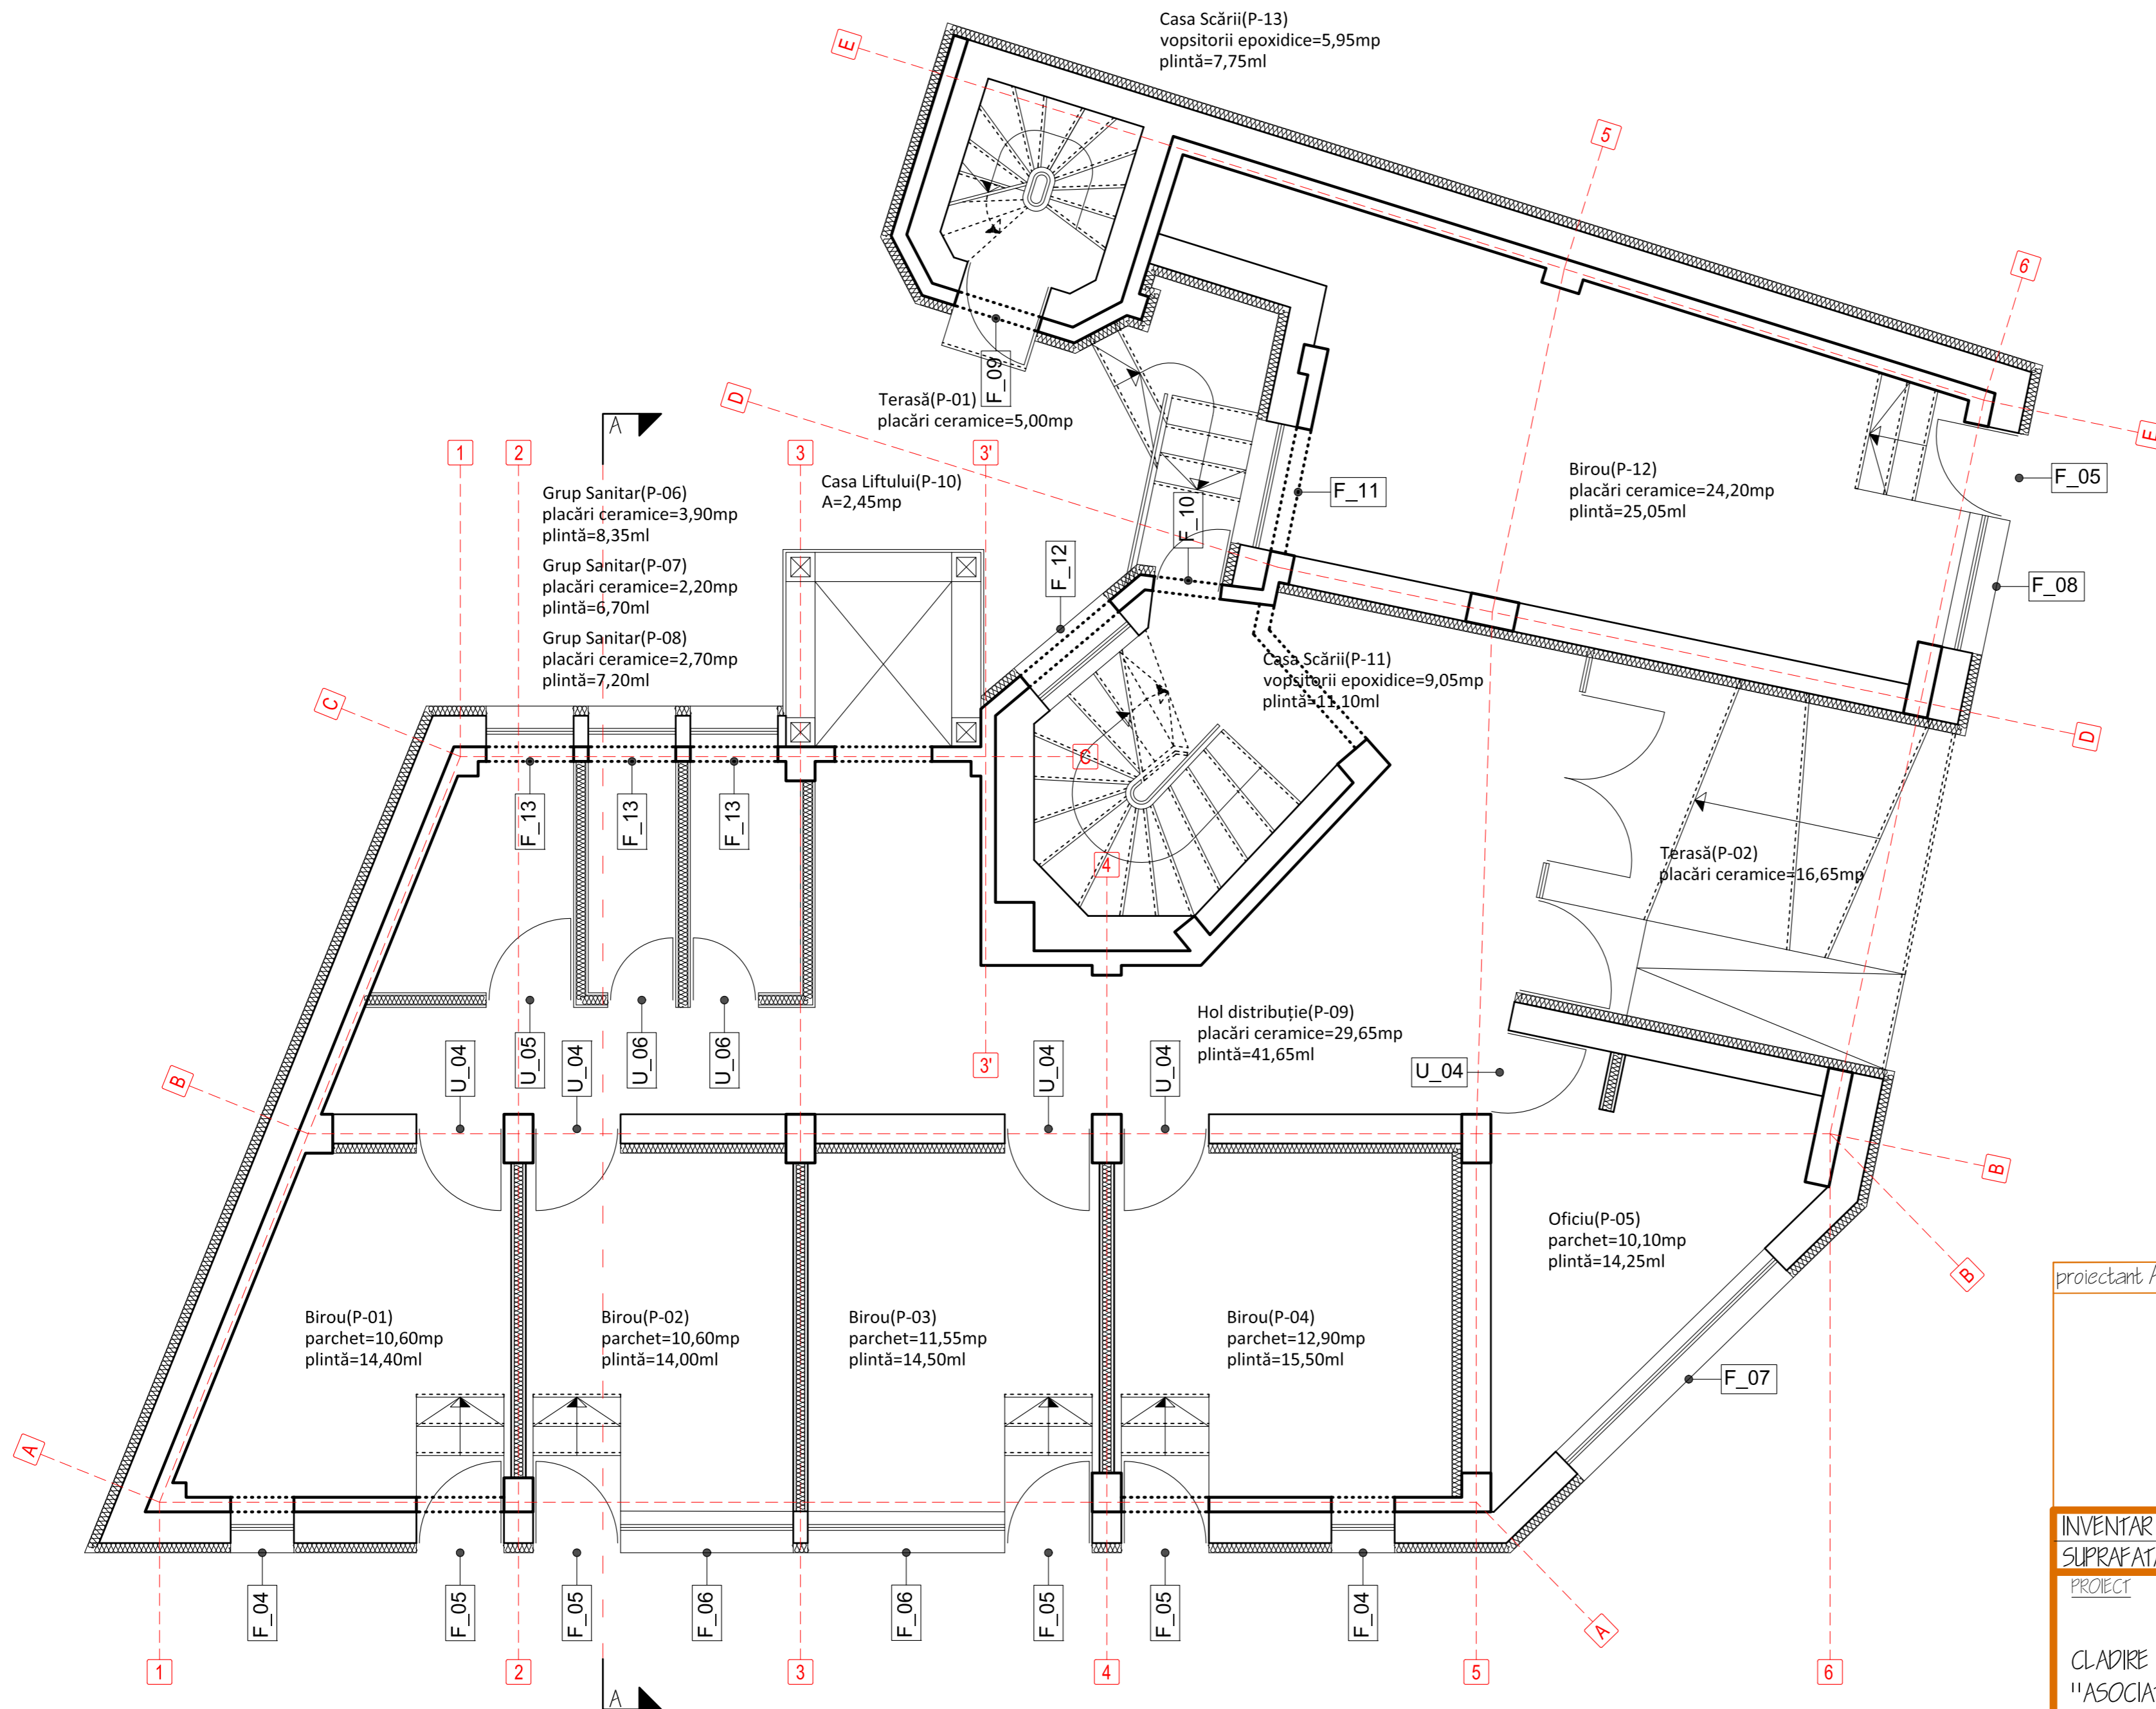 Casa Scării(P-13)
vopsitorii epoxidice=5,95mp
plintă=7,75ml
E
5
6
F_09
Terasă(P-01)
placări ceramice=5,00mp
D
A
1
2
3
3'
Casa Liftului(P-10)
A=2,45mp
Grup Sanitar(P-06)
placări ceramice=3,90mp
plintă=8,35ml
Grup Sanitar(P-07)
placări ceramice=2,20mp
plintă=6,70ml
Grup Sanitar(P-08)
placări ceramice=2,70mp
plintă=7,20ml
F_12
F_10
F_11
Birou(P-12)
placări ceramice=24,20mp
plintă=25,05ml
E
F_05
F_08
Casa Scării(P-11)
vopsitorii epoxidice=9,05mp
plintă=11,10ml
C
C
D
F_13
F_13
F_13
4
Terasă(P-02)
placări ceramice=16,65mp
Hol distribuție(P-09)
placări ceramice=29,65mp
plintă=41,65ml
B
U_04
U_05
U_04
U_06
U_06
3'
U_04
U_04
U_04
B
B
Oficiu(P-05)
parchet=10,10mp
plintă=14,25ml
Birou(P-01)
parchet=10,60mp
plintă=14,40ml
Birou(P-02)
parchet=10,60mp
plintă=14,00ml
Birou(P-03)
parchet=11,55mp
plintă=14,50ml
Birou(P-04)
parchet=12,90mp
plintă=15,50ml
F_07
A
A
F_04
F_05
F_05
F_06
F_06
F_05
F_05
F_04
1
2
A
3
4
5
6
proiectant A
INVENTAR
SUPRAFATA
PROIECT
CLADIRE
"ASOCIAT